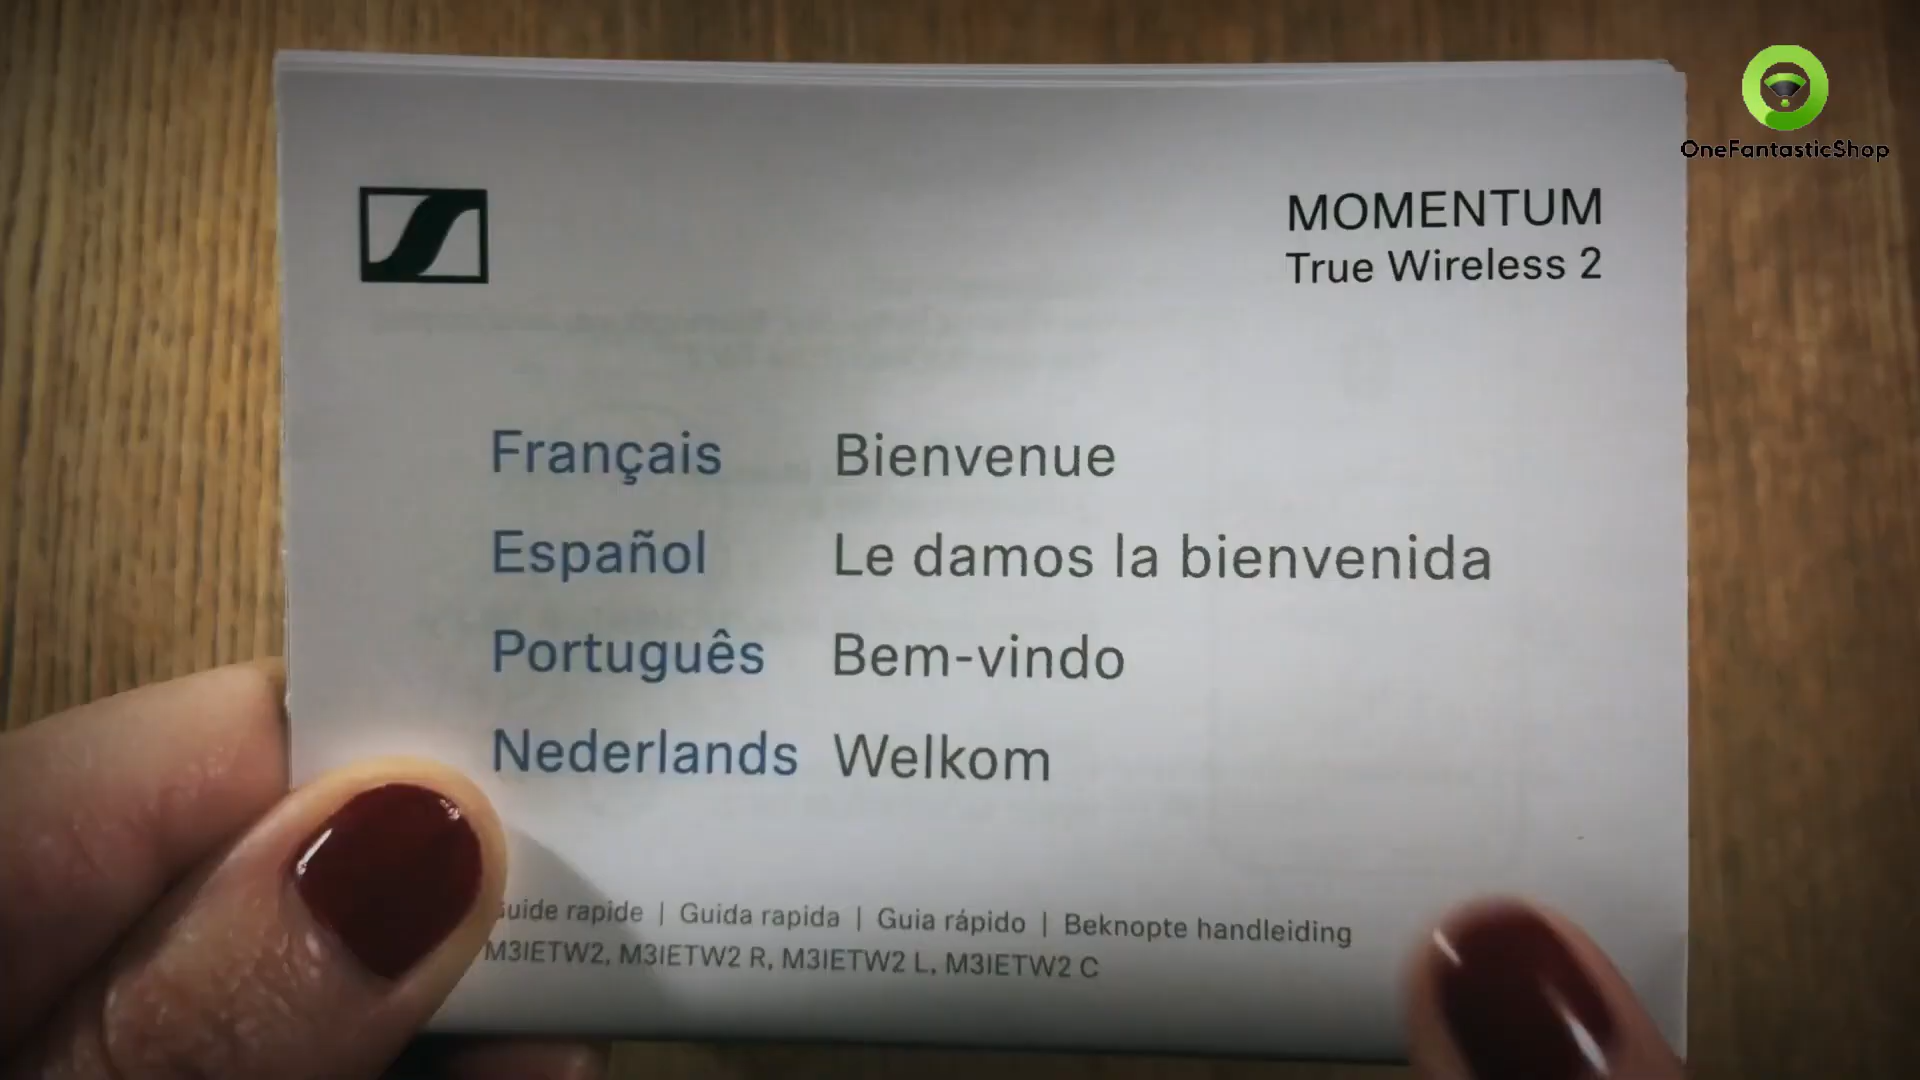 OneFantasticShop
MOMENTUM
True Wireless 2
Français Bienvenue
Español Le damos la bienvenida
Português Bem-vindo
Nederlands Welkom
rapide | Guida rapida | Guia rápido | Beknopte handleiding
M3IETW2, M3IETW2 R, M3IETW2 L, M3IETW2 C